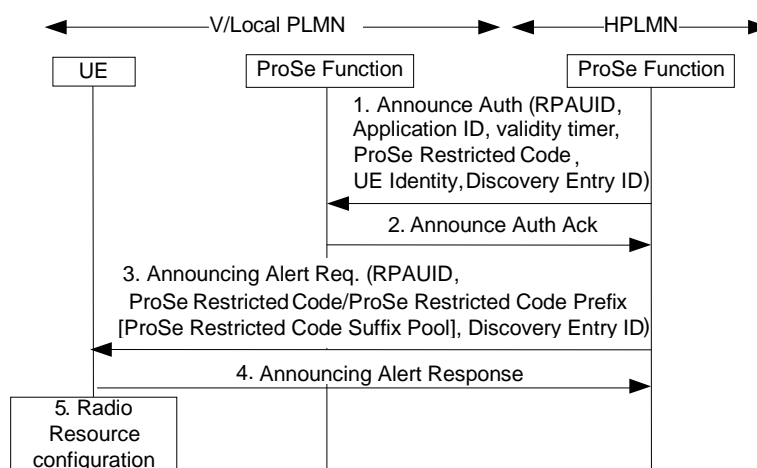 V/Local PLMN
HPLMN
UE
ProSe Function
ProSe Function
1. Announce Auth (RPAUID,
Application ID, validity timer,
ProSe Restricted Code,
UE Identity, Discovery Entry ID)
2. Announce Auth Ack
3. Announcing Alert Req. (RPAUID,
ProSe Restricted Code/ProSe Restricted Code Prefix
[ProSe Restricted Code Suffix Pool], Discovery Entry ID)
4. Announcing Alert Response
5. Radio
Resource
configuration